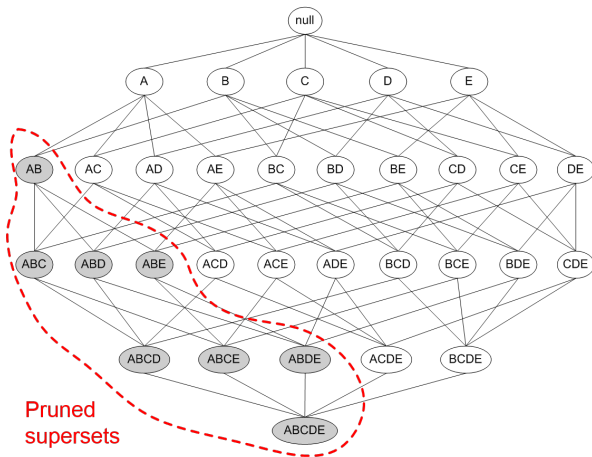 null
A B C D E
AB AC AD AE BC BD BE CD CE DE
ABC ABD ABE ACD ACE ADE BCD BCE BDE CDE
ABCD ABCE ABDE ACDE BCDE
Pruned
supersets
ABCDE